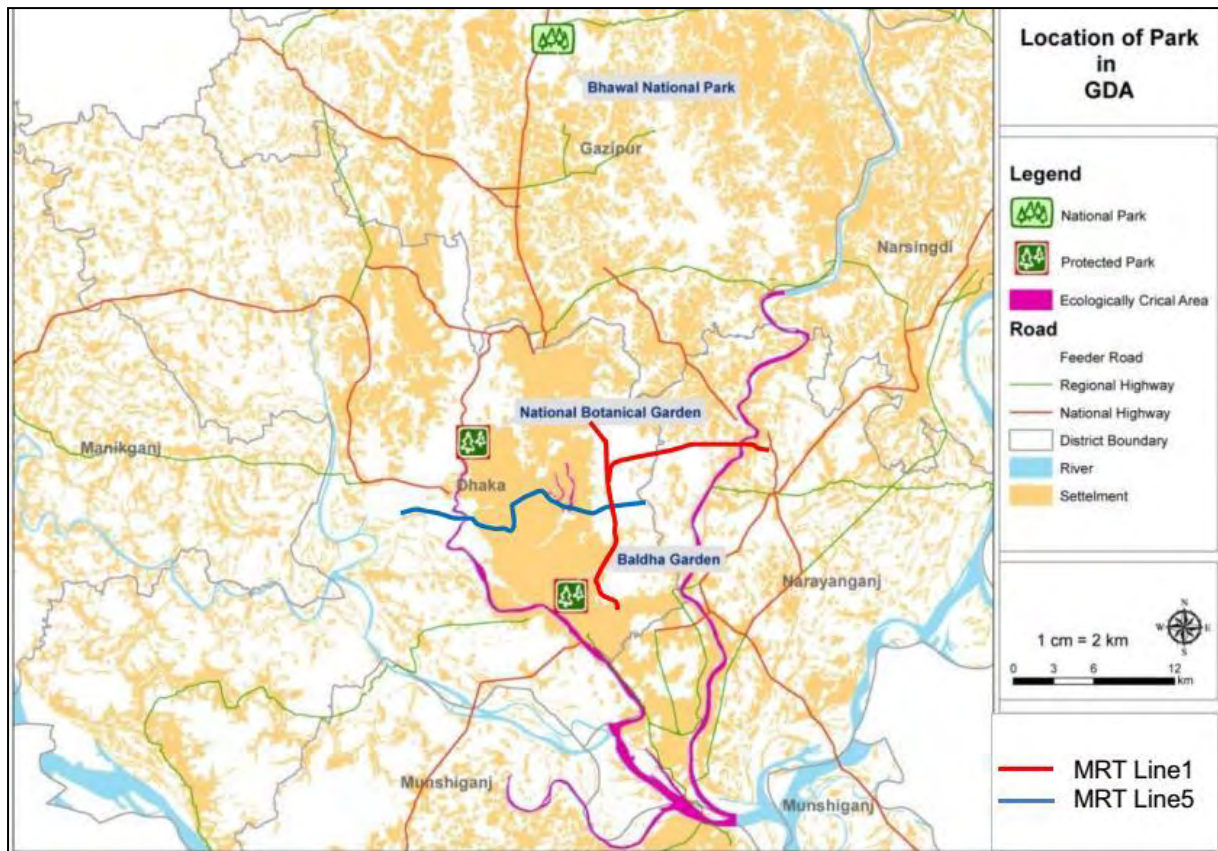 Location of Park
in
GDA
Bhawal National Park
Gazipur
Narsingdi
National Botanical Garden
Manikganj
Dhaka
Baldha Garden
Narayanganj
Munshiganj
Munshiganj
Legend
National Park
Protected Park
Ecologically Crical Area
Road
Feeder Road
Regional Highway
National Highway
District Boundary
River
Settelment
1 cm = 2 km
N
W E
S
0 3 6 12
km
MRT Line1
MRT Line5